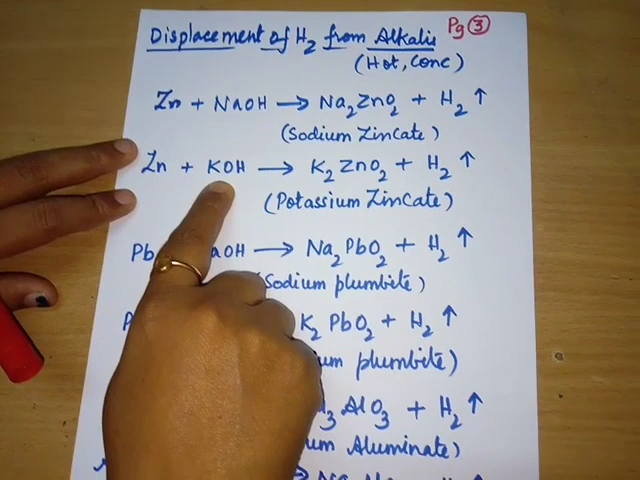 Displacement of H₂ from Alkalis Pg ③
(Hot, Conc)
Zn + NaOH → Na₂ZnO₂ + H₂ ↑
(Sodium Zincate)
Zn + KOH → K₂ZnO₂ + H₂ ↑
(Potassium Zincate)
Pb aOH → Na₂PbO₂ + H₂ ↑
(Sodium plumbite)
K₂PbO₂ + H₂ ↑
um plumbite)
₃AlO₃ + H₂ ↑
um Aluminate)